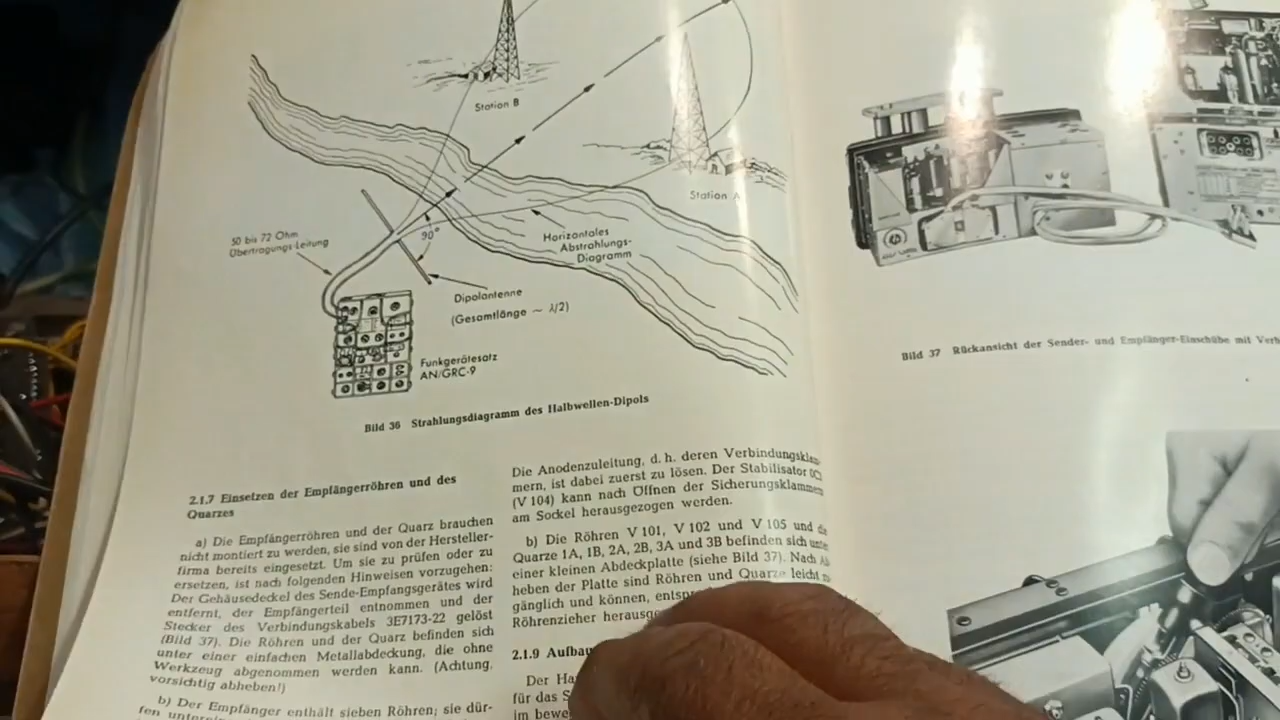 Station B
Station A
50 bis 72 Ohm
Übertragungs-Leitung
90°
Horizontales
Abstrahlungs-
Diagramm
Dipolantenne
(Gesamtlänge ~ λ/2)
Funkgerätesatz
AN/GRC-9
Bild 36 Strahlungsdiagramm des Halbwellen-Dipols
2.1.7 Einsetzen der Empfängerröhren und des
Quarzes
a) Die Empfängerröhren und der Quarz brauchen
nicht montiert zu werden, sie sind von der Hersteller-
firma bereits eingesetzt. Um sie zu prüfen oder zu
ersetzen, ist nach folgenden Hinweisen vorzugehen:
Der Gehäusedeckel des Sende-Empfangsgerätes wird
entfernt, der Empfängerteil entnommen und der
Stecker des Verbindungskabels 3E7173-22 gelöst
(Bild 37). Die Röhren und der Quarz befinden sich
unter einer einfachen Metallabdeckung, die ohne
Werkzeug abgenommen werden kann. (Achtung,
vorsichtig abheben!)
b) Der Empfänger enthält sieben Röhren; sie dür-
Die Anodenzuleitung, d. h. deren Verbindungsklam-
mern, ist dabei zuerst zu lösen. Der Stabilisator
(V 104) kann nach Öffnen der Sicherungsklammern
am Sockel herausgezogen werden.
b) Die Röhren V 101, V 102 und V 105 und
Quarze 1A, 1B, 2A, 2B, 3A und 3B befinden sich
einer kleinen Abdeckplatte (siehe Bild 37). Nach
heben der Platte sind Röhren und Quarze leicht
gänglich und können,
Röhrenzieher
2.1.9
Der
für das
im
Bild 37 Rückansicht der Sender- und Empfänger-Einschübe mit